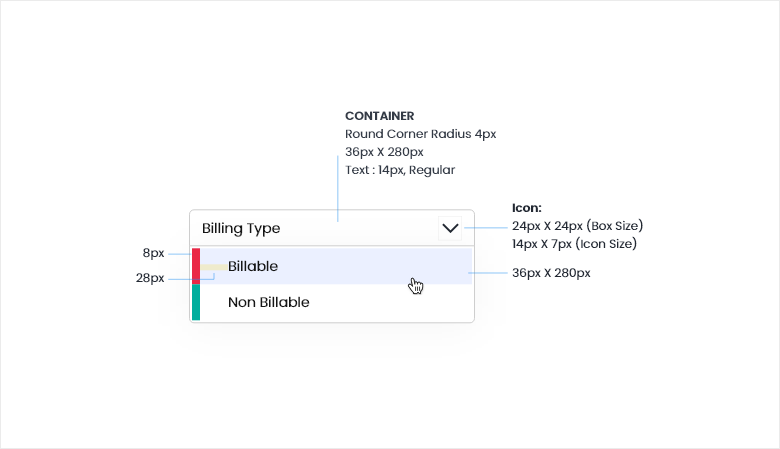 CONTAINER
Round Corner Radius 4px
36px X 280px
Text : 14px, Regular
Icon:
24px X 24px (Box Size)
14px X 7px (Icon Size)
Billing Type
8px
Billable
36px X 280px
28px
Non Billable